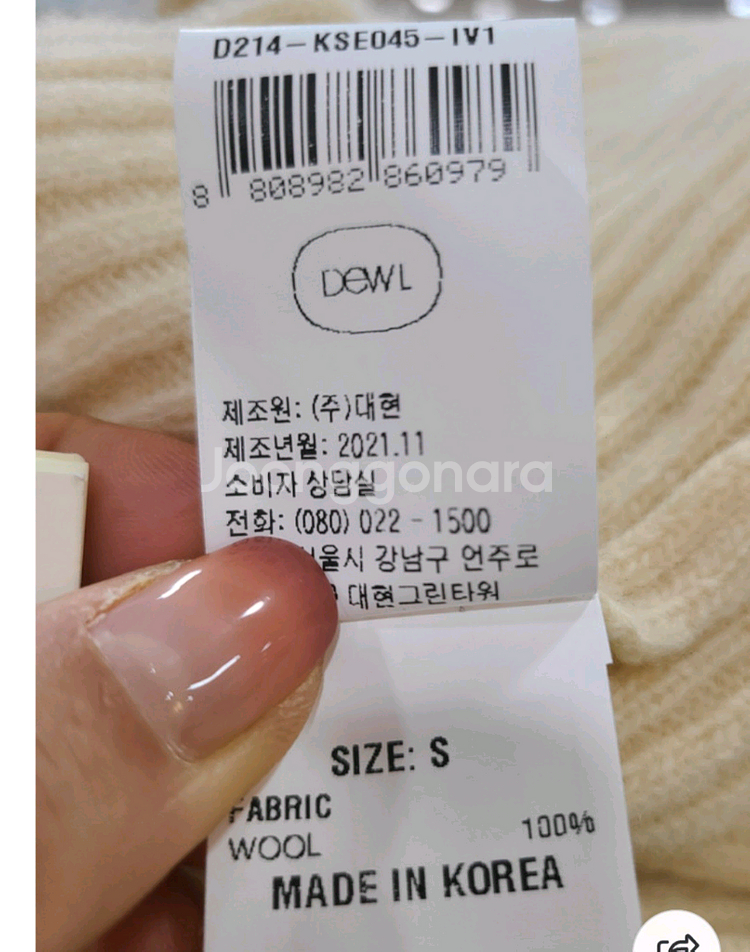 D214-KSE045-IV1
8 808982 860979
DEWL
제조원: (주)대현
제조년월: 2021.11
Joonggonara
소비자 상담실
전화: (080) 022 - 1500
울시 강남구 언주로
대현그린타워
SIZE: S
FABRIC
WOOL 100%
MADE IN KOREA